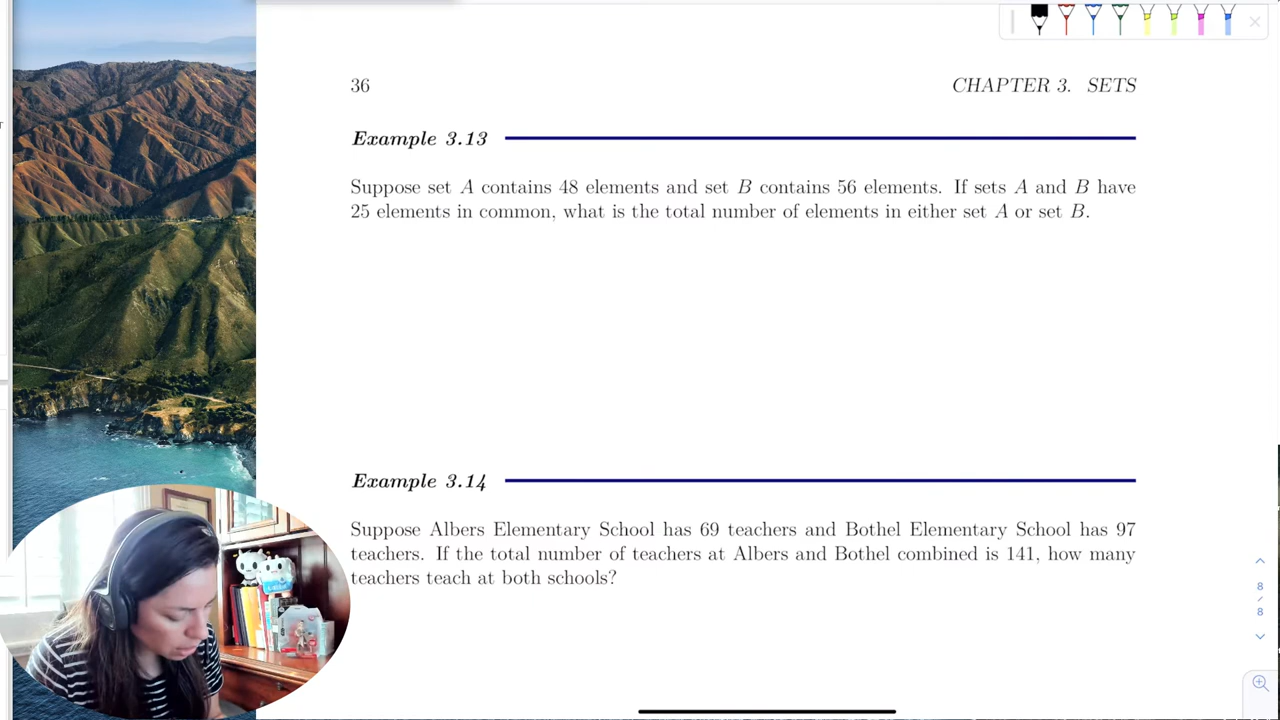 36
CHAPTER 3. SETS
Example 3.13
Suppose set A contains 48 elements and set B contains 56 elements. If sets A and B have
25 elements in common, what is the total number of elements in either set A or set B.
Example 3.14
Suppose Albers Elementary School has 69 teachers and Bothel Elementary School has 97
teachers. If the total number of teachers at Albers and Bothel combined is 141, how many
teachers teach at both schools?
8
/
8